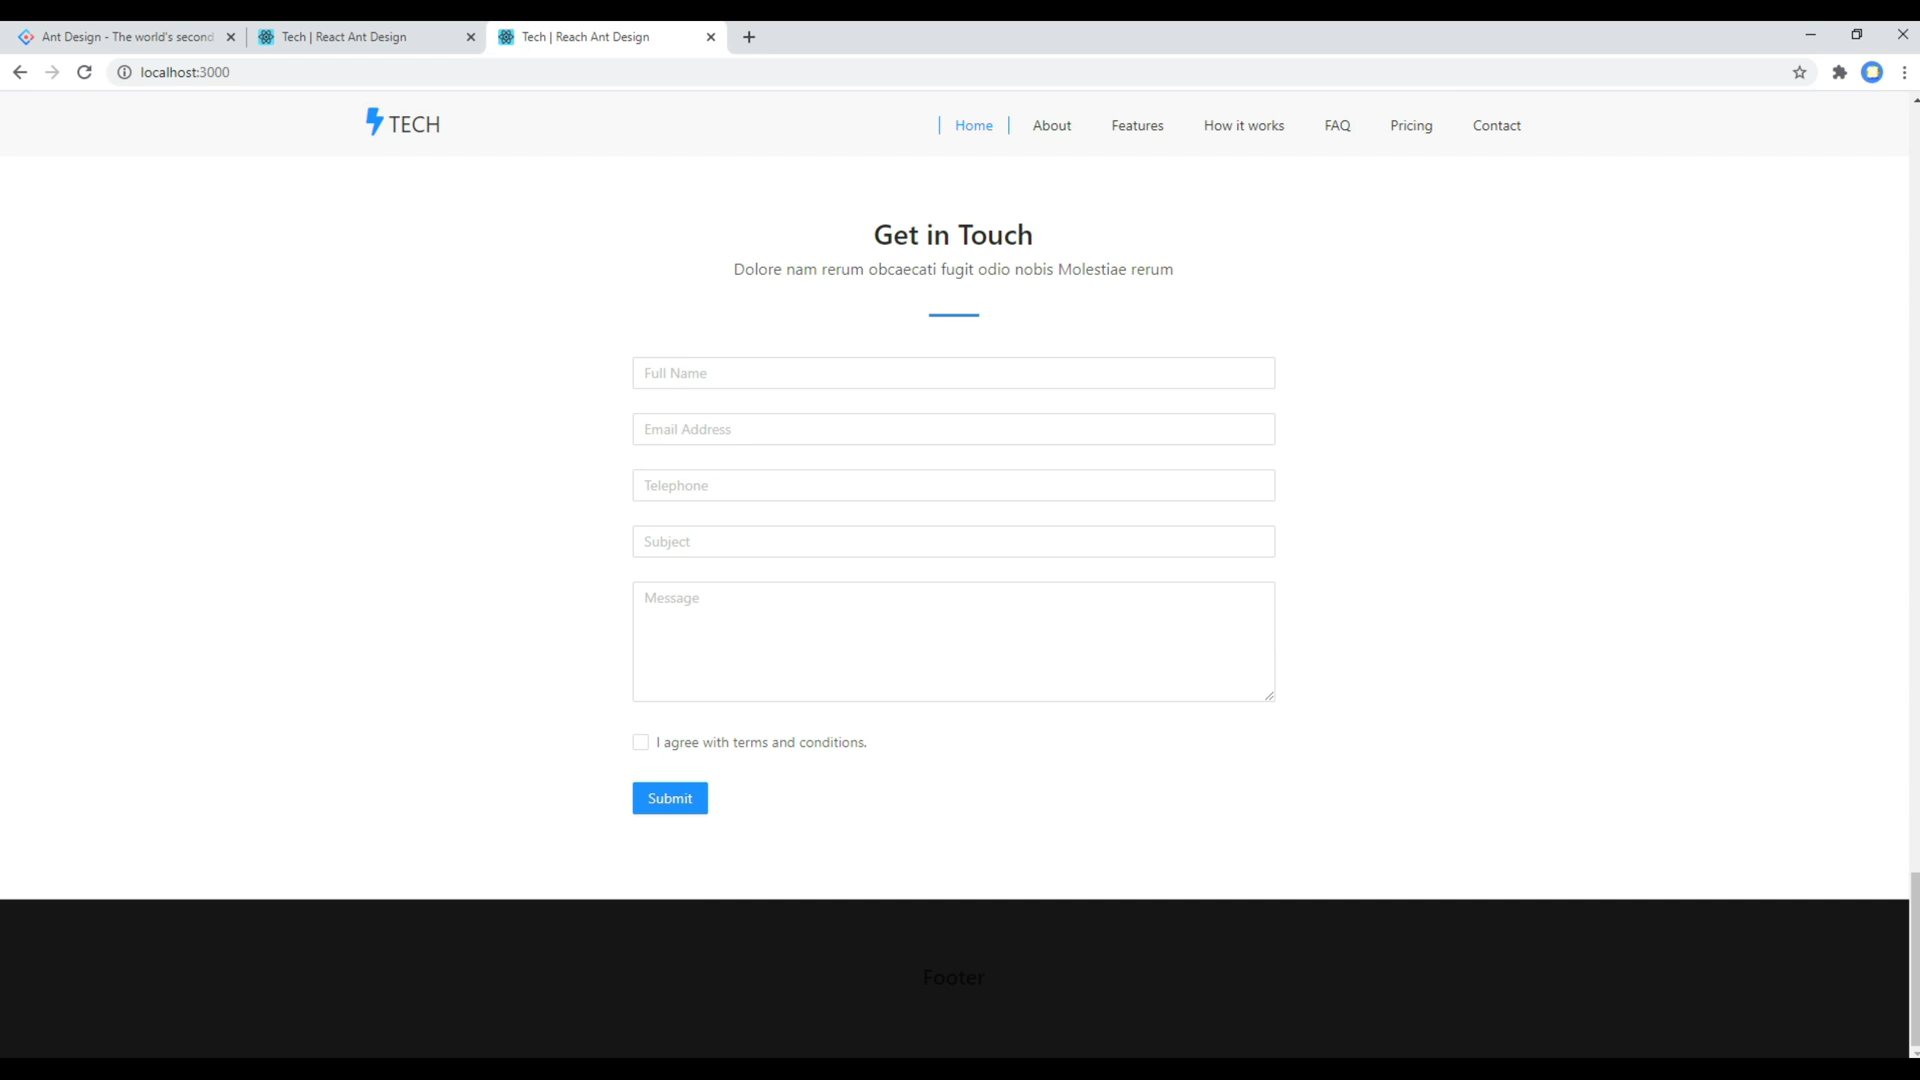 Ant Design - The world's second
Tech | React Ant Design
Tech | Reach Ant Design
localhost:3000
TECH
Home
About
Features
How it works
FAQ
Pricing
Contact
Get in Touch
Dolore nam rerum obcaecati fugit odio nobis Molestiae rerum
Full Name
Email Address
Telephone
Subject
Message
I agree with terms and conditions.
Submit
Footer